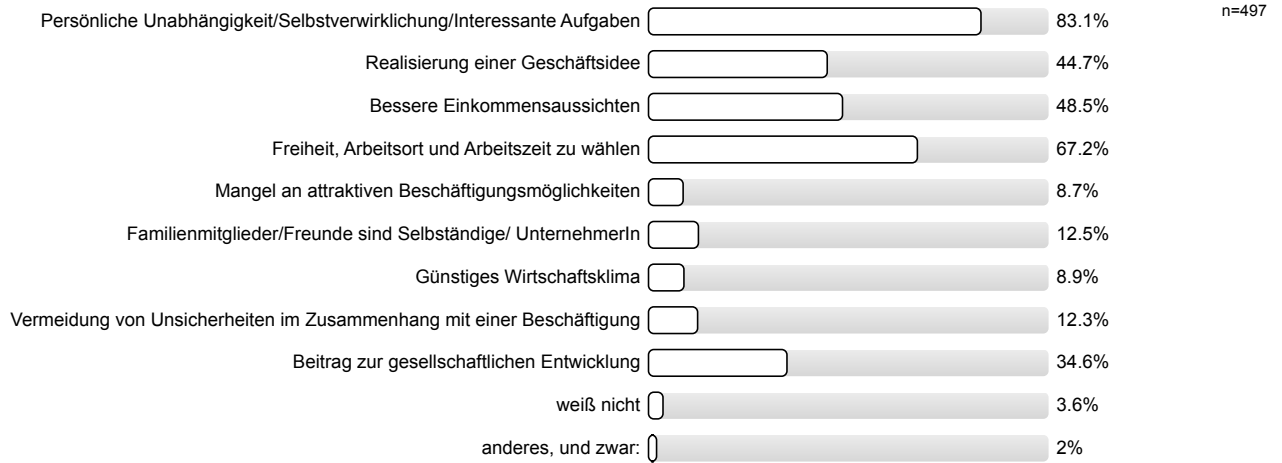 Persönliche Unabhängigkeit/Selbstverwirklichung/Interessante Aufgaben 83.1% n=497
Realisierung einer Geschäftsidee 44.7%
Bessere Einkommensaussichten 48.5%
Freiheit, Arbeitsort und Arbeitszeit zu wählen 67.2%
Mangel an attraktiven Beschäftigungsmöglichkeiten 8.7%
Familienmitglieder/Freunde sind Selbständige/ UnternehmerIn 12.5%
Günstiges Wirtschaftsklima 8.9%
Vermeidung von Unsicherheiten im Zusammenhang mit einer Beschäftigung 12.3%
Beitrag zur gesellschaftlichen Entwicklung 34.6%
weiß nicht 3.6%
anderes, und zwar: 2%